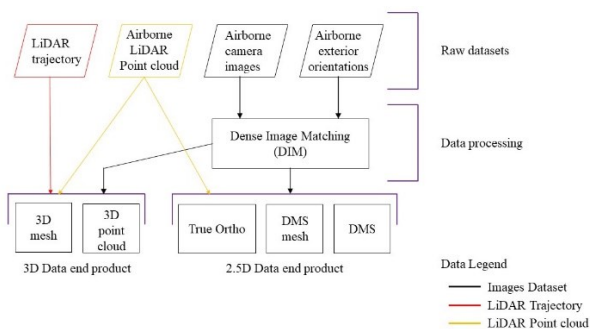 LiDAR
trajectory
Airborne
LiDAR
Point cloud
Airborne
camera
images
Airborne
exterior
orientations
Raw datasets
Dense Image Matching
(DIM)
Data processing
3D
mesh
3D
point
cloud
True Ortho
DMS
mesh
DMS
3D Data end product
2.5D Data end product
Data Legend
Images Dataset
LiDAR Trajectory
LiDAR Point cloud